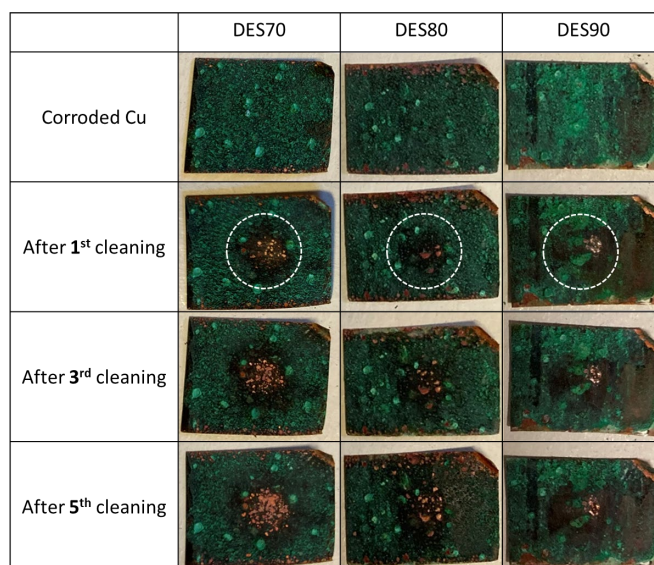 DES70 DES80 DES90
Corroded Cu
After 1st cleaning
After 3rd cleaning
After 5th cleaning